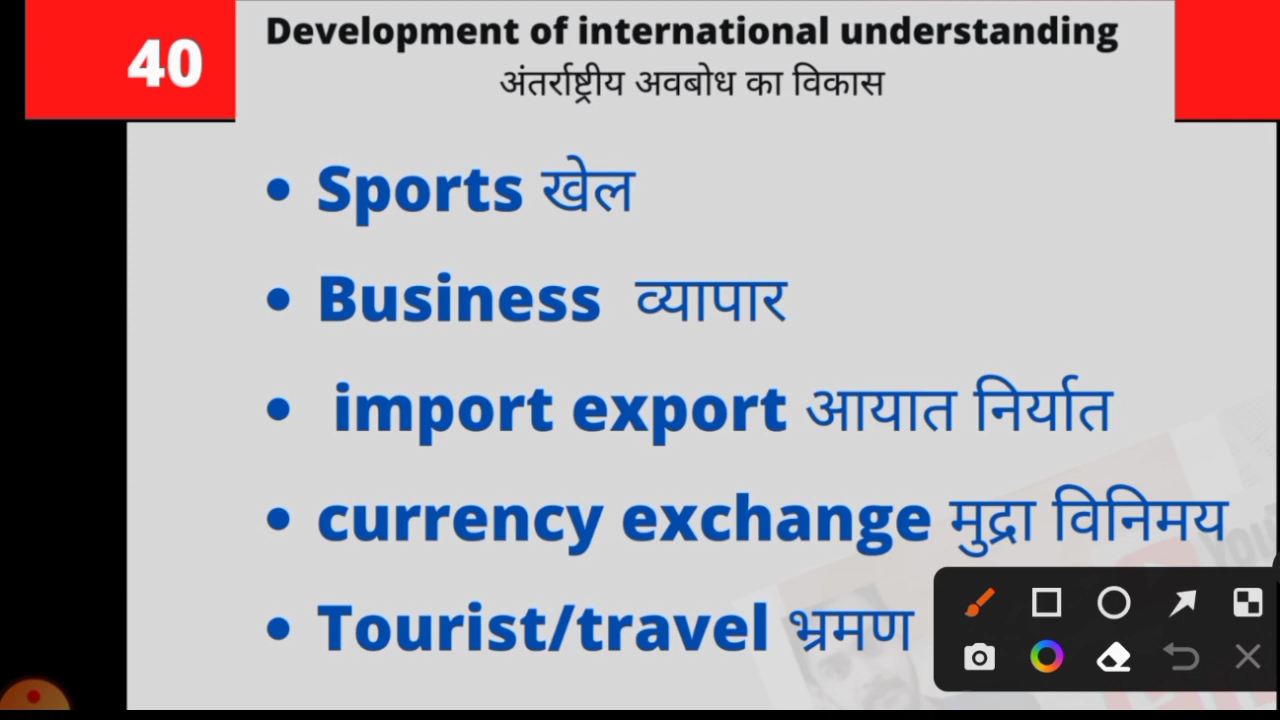 40
Development of international understanding
अंतर्राष्ट्रीय अवबोध का विकास
• Sports खेल
• Business व्यापार
• import export आयात निर्यात
• currency exchange मुद्रा विनिमय
• Tourist/travel भ्रमण